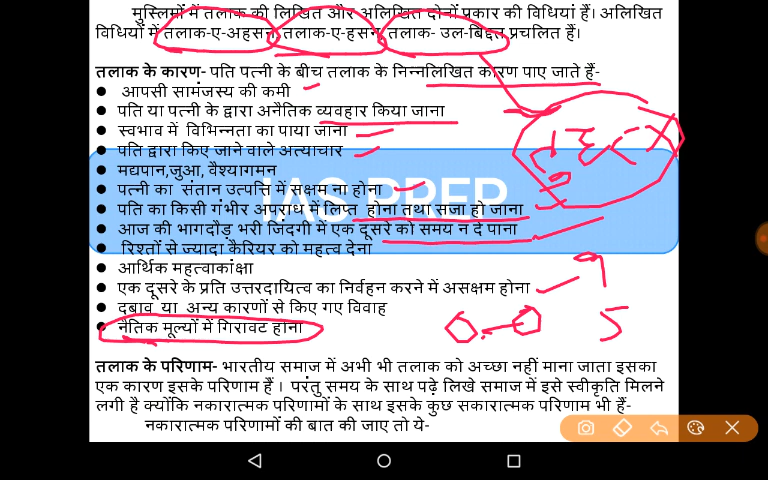 मुस्लिमों में तलाक की लिखित और अलिखित दोनों प्रकार की विधियां हैं। अलिखित
विधियों में तलाक-ए-अहसन, तलाक-ए-हसन, तलाक- उल-बिद्दत प्रचलित हैं।
तलाक के कारण- पति पत्नी के बीच तलाक के निम्नलिखित कारण पाए जाते हैं-
● आपसी सामंजस्य की कमी
● पति या पत्नी के द्वारा अनैतिक व्यवहार किया जाना
● स्वभाव में विभिन्नता का पाया जाना
● पति द्वारा किए जाने वाले अत्याचार
● मद्यपान,जुआ, वैश्यागमन
● पत्नी का संतान उत्पत्ति में सक्षम ना होना
● पति का किसी गंभीर अपराध में लिप्त होना तथा सजा हो जाना
● आज की भागदौड़ भरी जिंदगी में एक दूसरे को समय न दे पाना
● रिश्तों से ज्यादा कैरियर को महत्व देना
● आर्थिक महत्वाकांक्षा
● एक दूसरे के प्रति उत्तरदायित्व का निर्वहन करने में असक्षम होना
● दबाव या अन्य कारणों से किए गए विवाह
● नैतिक मूल्यों में गिरावट होना
IAS PREP
तलाक के परिणाम- भारतीय समाज में अभी भी तलाक को अच्छा नहीं माना जाता इसका
एक कारण इसके परिणाम हैं । परंतु समय के साथ पढ़े लिखे समाज में इसे स्वीकृति मिलने
लगी है क्योंकि नकारात्मक परिणामों के साथ इसके कुछ सकारात्मक परिणाम भी हैं-
नकारात्मक परिणामों की बात की जाए तो ये-